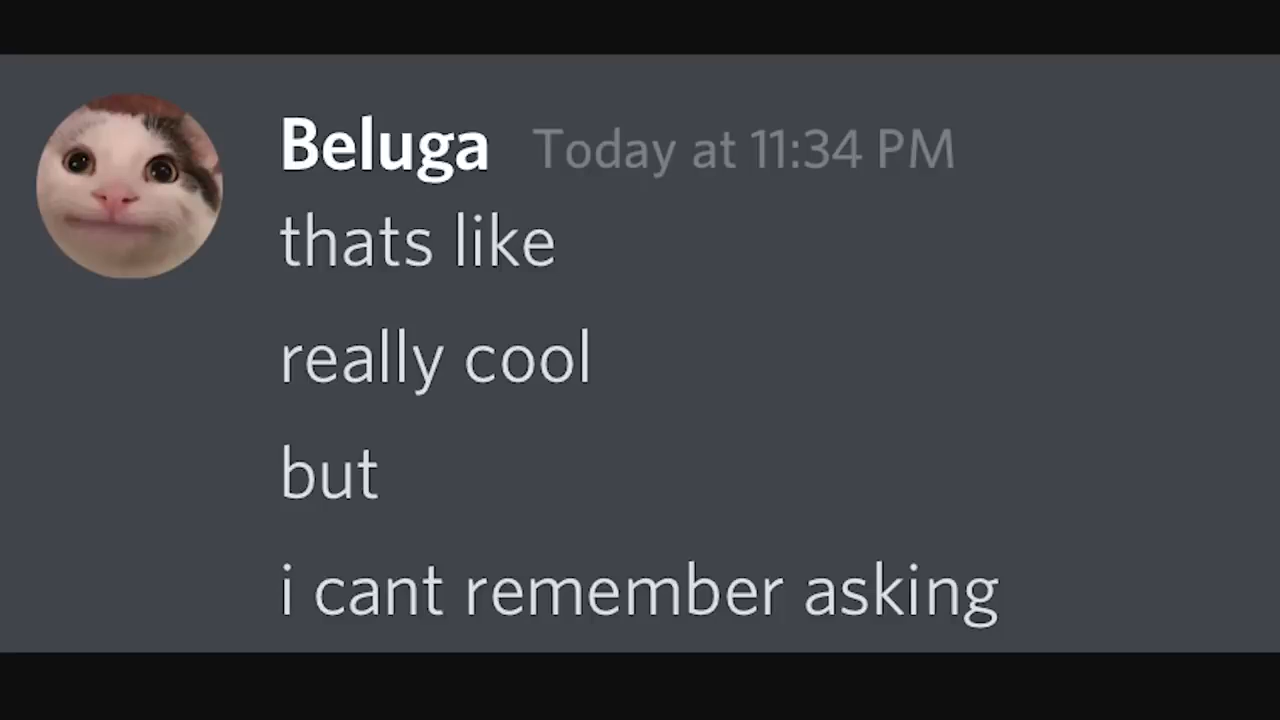 Beluga Today at 11:34 PM
thats like
really cool
but
i cant remember asking